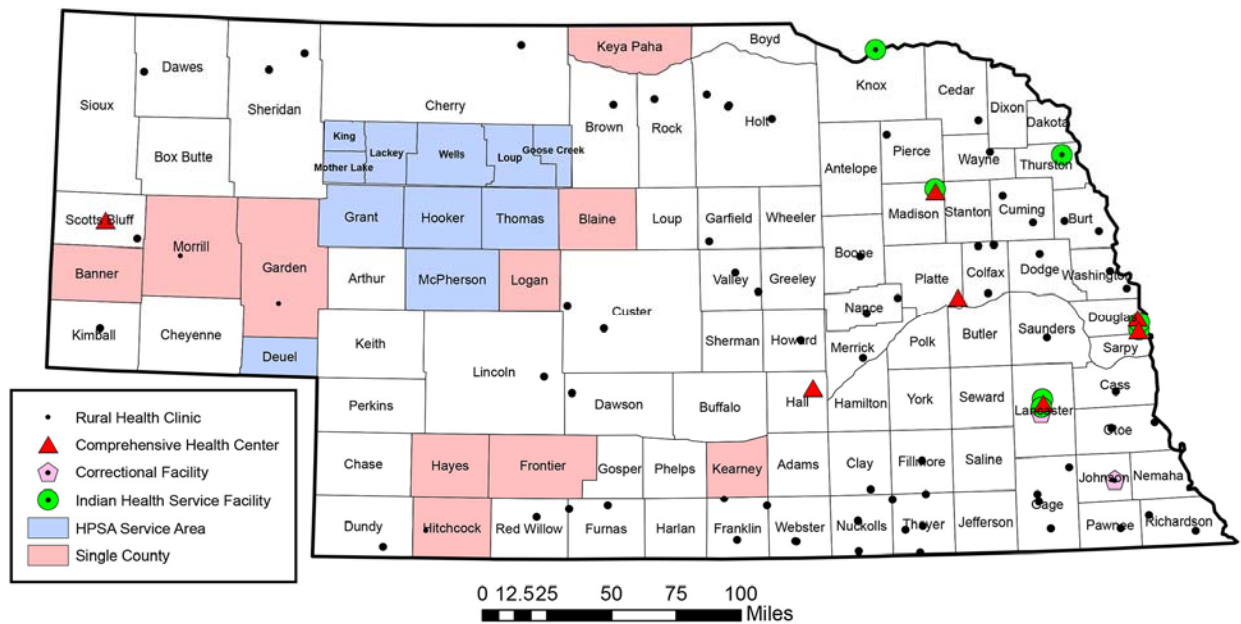 Keya Paha
Boyd
Dawes
Knox
Cedar
Sioux
Sheridan
Cherry
Dixon
Brown
Rock
Holt
Dakota
King
Lackey
Wells
Loup
Goose Creek
Mother Lake
Box Butte
Pierce
Wayne
Thurston
Antelope
Scotts Bluff
Grant
Hooker
Thomas
Blaine
Loup
Garfield
Wheeler
Madison
Stanton
Cuming
Burt
Morrill
Boone
Banner
Garden
Arthur
McPherson
Logan
Valley
Greeley
Platte
Colfax
Dodge
Washington
Custer
Nance
Kimball
Cheyenne
Keith
Sherman
Howard
Merrick
Polk
Butler
Saunders
Douglas
Sarpy
Deuel
Lincoln
Perkins
Dawson
Buffalo
Hall
Hamilton
York
Seward
Lancaster
Cass
Otoe
Chase
Hayes
Frontier
Gosper
Phelps
Kearney
Adams
Clay
Fillmore
Saline
Johnson
Nemaha
Gage
Dundy
Hitchcock
Red Willow
Furnas
Harlan
Franklin
Webster
Nuckolls
Thayer
Jefferson
Pawnee
Richardson
Rural Health Clinic
Comprehensive Health Center
Correctional Facility
Indian Health Service Facility
HPSA Service Area
Single County
0 12.525 50 75 100
Miles